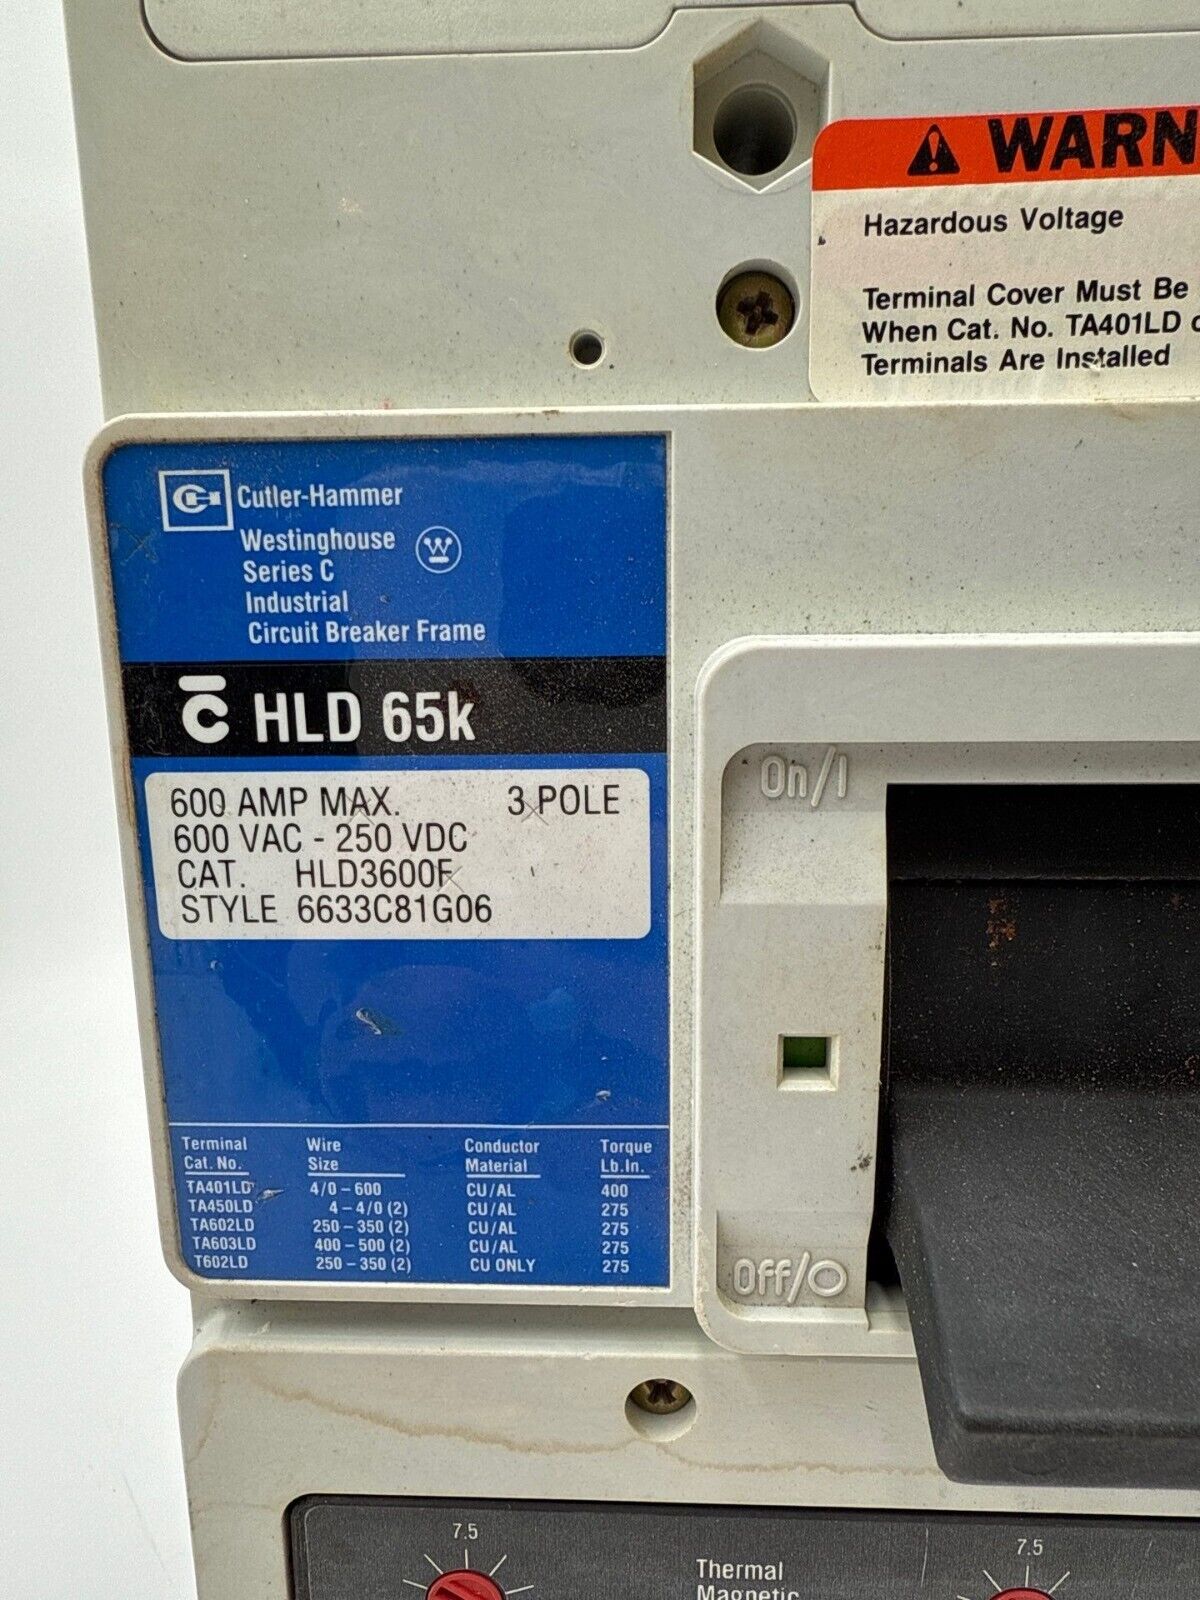 WARN
Hazardous Voltage
Terminal Cover Must Be
When Cat. No. TA401LD
Terminals Are Installed
Cutler-Hammer
Westinghouse
Series C
Industrial
Circuit Breaker Frame
C HLD 65k
600 AMP MAX. 3 POLE
600 VAC - 250 VDC
CAT. HLD3600F
STYLE 6633C81G06
On/I
Off/O
Terminal Wire Conductor Torque
Cat. No. Size Material Lb.In.
TA401LD 4/0 – 600 CU/AL 400
TA450LD 4 – 4/0 (2) CU/AL 275
TA602LD 250 – 350 (2) CU/AL 275
TA603LD 400 – 500 (2) CU/AL 275
T602LD 250 – 350 (2) CU ONLY 275
7.5 7.5
Thermal
Magnetic